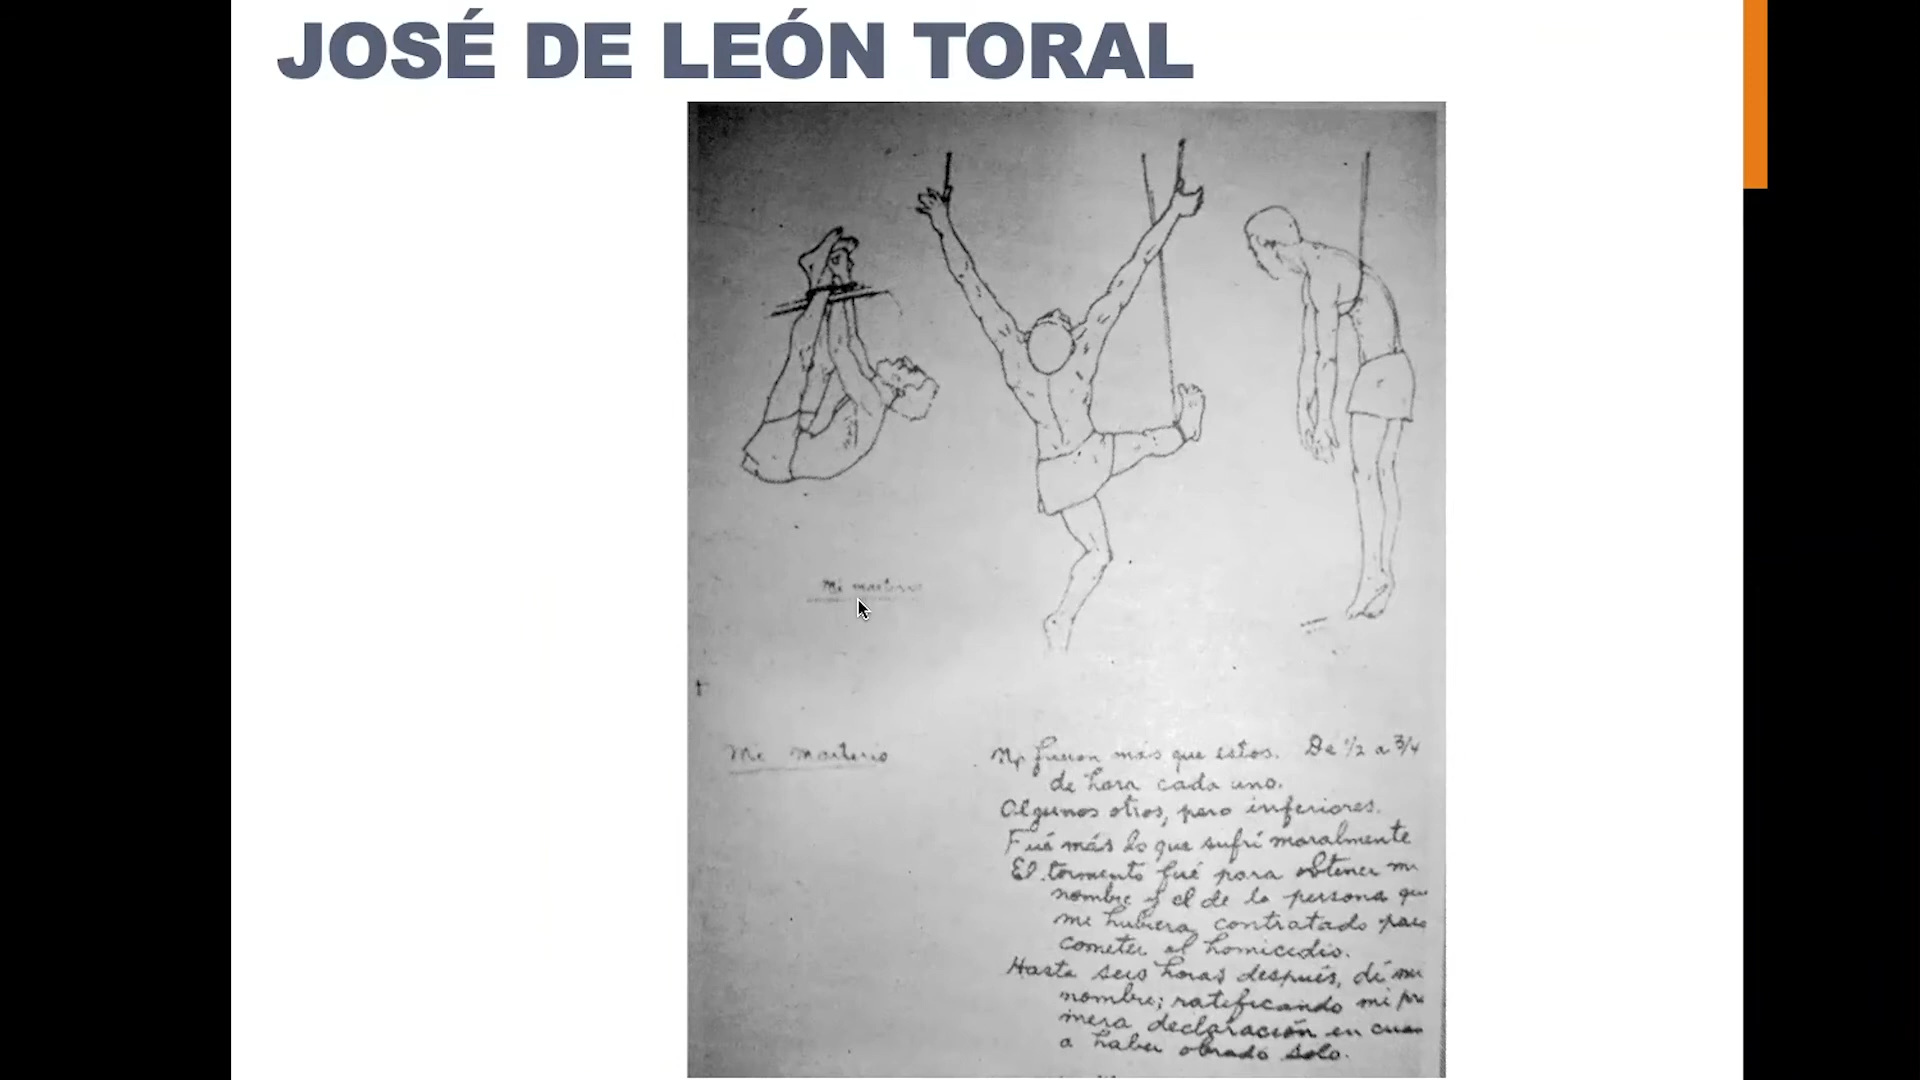 JOSÉ DE LEÓN TORAL
Mi martirio
Mi martirio
No fueron más que estos. De 1/2 a 3/4
de hora cada uno.
Algunos otros, pero inferiores.
Fué más lo que sufrí moralmente
El tormento fué para obtener mi
nombre y el de la persona que
me hubiera contratado para
cometer el homicidio.
Hasta seis horas después, dí mi
nombre; ratificando mi pri
mera declaración en cuan
a haber obrado solo.